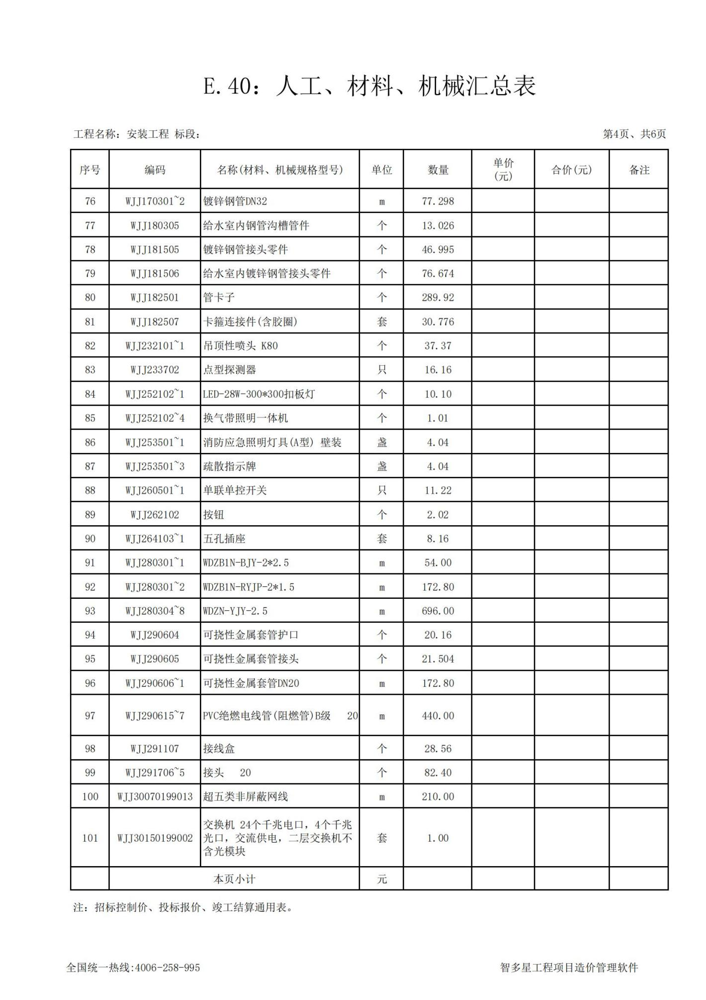 E.40：人工、材料、机械汇总表
工程名称：安装工程 标段： 第4页、共6页
序号 编码 名称(材料、机械规格型号) 单位 数量 单价(元) 合价(元) 备注
76 WJJ170301~2 镀锌钢管DN32 m 77.298
77 WJJ180305 给水室内钢管沟槽管件 个 13.026
78 WJJ181505 镀锌钢管接头零件 个 46.995
79 WJJ181506 给水室内镀锌钢管接头零件 个 76.674
80 WJJ182501 管卡子 个 289.92
81 WJJ182507 卡箍连接件(含胶圈) 套 30.776
82 WJJ232101~1 吊顶性喷头 K80 个 37.37
83 WJJ233702 点型探测器 只 16.16
84 WJJ252102~1 LED-28W-300*300扣板灯 个 10.10
85 WJJ252102~4 换气带照明一体机 个 1.01
86 WJJ253501~1 消防应急照明灯具(A型) 壁装 盏 4.04
87 WJJ253501~3 疏散指示牌 盏 4.04
88 WJJ260501~1 单联单控开关 只 11.22
89 WJJ262102 按钮 个 2.02
90 WJJ264103~1 五孔插座 套 8.16
91 WJJ280301~1 WDZB1N-BJY-2*2.5 m 54.00
92 WJJ280301~2 WDZB1N-RYJP-2*1.5 m 172.80
93 WJJ280304~8 WDZN-YJY-2.5 m 696.00
94 WJJ290604 可挠性金属套管护口 个 20.16
95 WJJ290605 可挠性金属套管接头 个 21.504
96 WJJ290606~1 可挠性金属套管DN20 m 172.80
97 WJJ290615~7 PVC绝燃电线管(阻燃管)B级 20 m 440.00
98 WJJ291107 接线盒 个 28.56
99 WJJ291706~5 接头 20 个 82.40
100 WJJ30070199013 超五类非屏蔽网线 m 210.00
101 WJJ30150199002 交换机 24个千兆电口，4个千兆
光口，交流供电，二层交换机不
含光模块 套 1.00
本页小计 元
注：招标控制价、投标报价、竣工结算通用表。
全国统一热线:4006-258-995 智多星工程项目造价管理软件